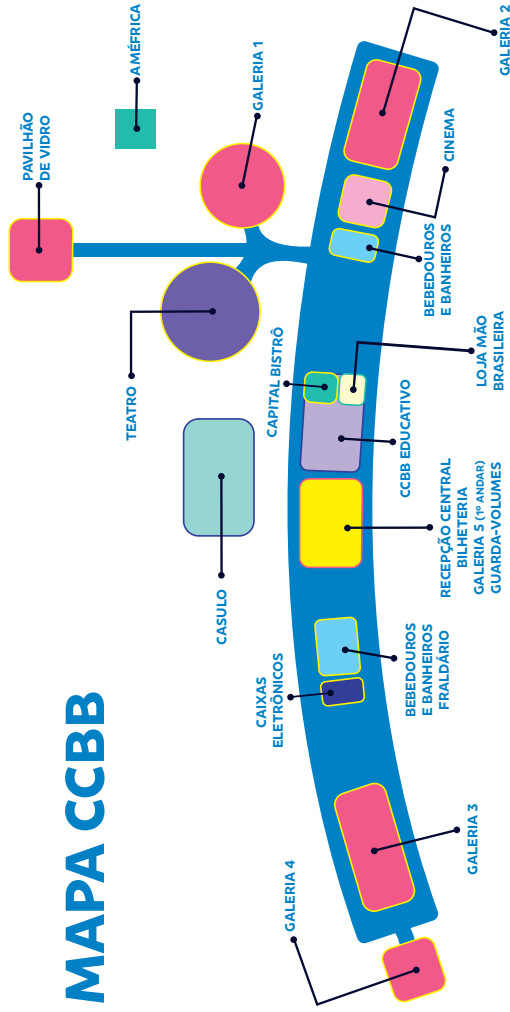 MAPA CCBB
GALERIA 4
GALERIA 3
CAIXAS
ELETRÔNICOS
BEBEDOUROS
E BANHEIROS
FRALDÁRIO
CASULO
RECEPÇÃO CENTRAL
BILHETERIA
GALERIA 5 (1º ANDAR)
GUARDA-VOLUMES
CCBB EDUCATIVO
CAPITAL BISTRÔ
LOJA MÃO
BRASILEIRA
TEATRO
PAVILHÃO
DE VIDRO
AMÉFRICA
GALERIA 1
BEBEDOUROS
E BANHEIROS
CINEMA
GALERIA 2